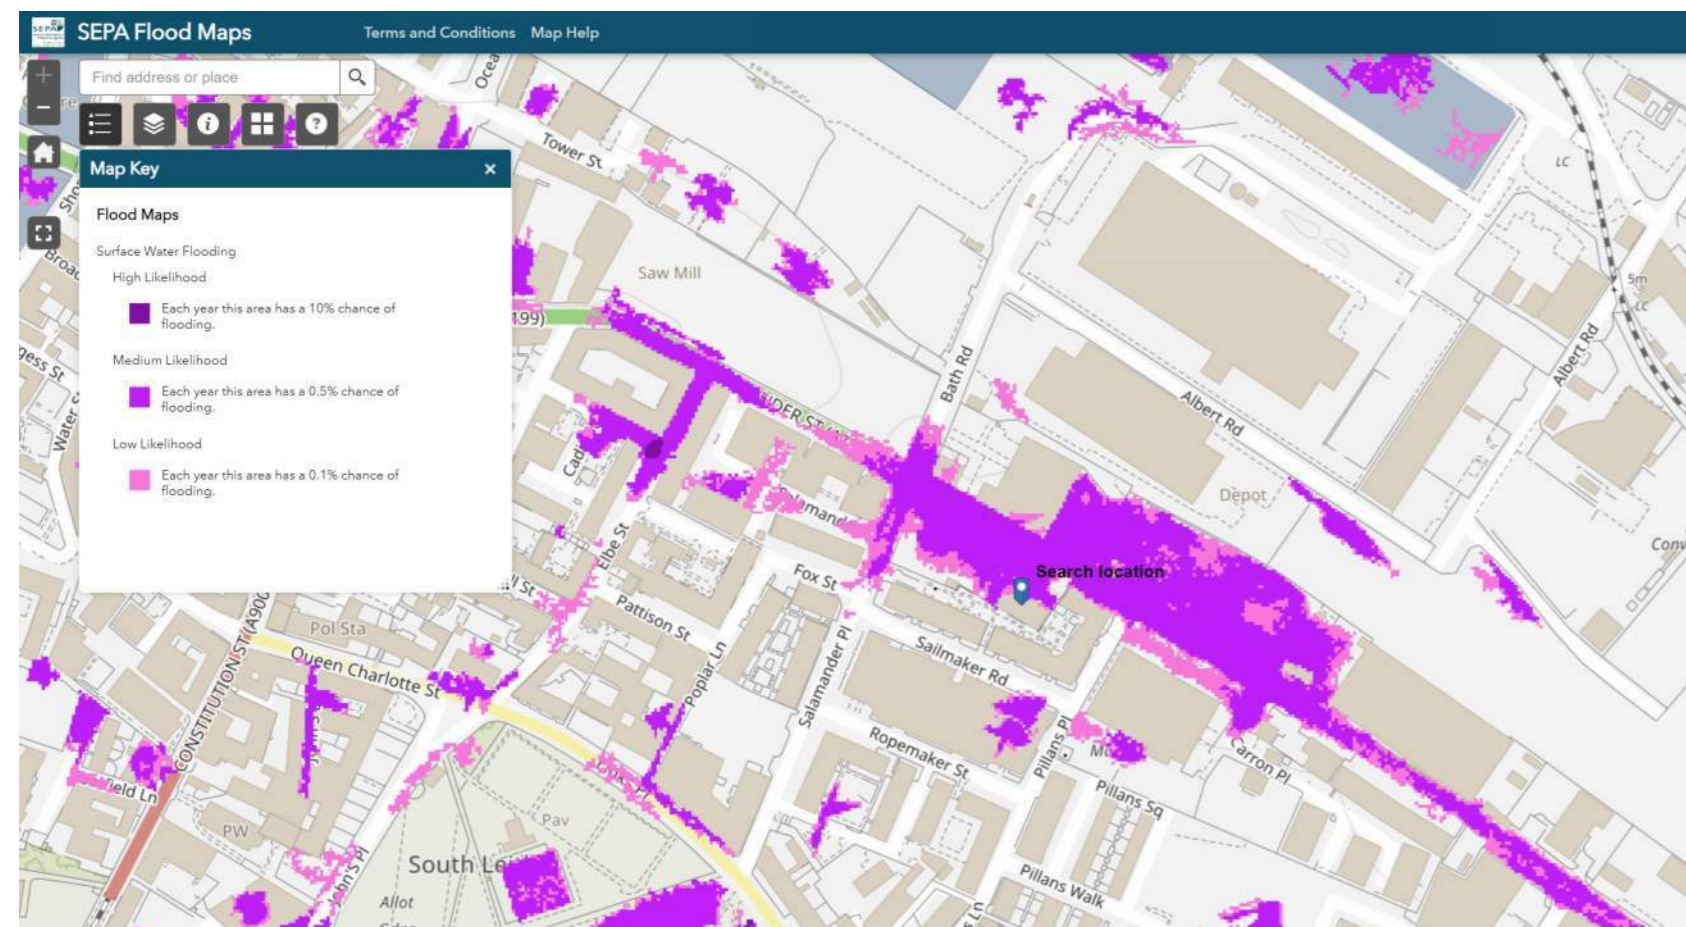 SEPA
SEPA Flood Maps
Terms and Conditions
Map Help
Find address or place
Map Key
Flood Maps
Surface Water Flooding
High Likelihood
Each year this area has a 10% chance of
flooding.
Medium Likelihood
Each year this area has a 0.5% chance of
flooding.
Low Likelihood
Each year this area has a 0.1% chance of
flooding.
Tower St
Saw Mill
Bath Rd
Albert Rd
Albert Rd
LC
5m
LC
Depot
Search location
Elbe St
Fox St
Pattison St
Poplar Ln
Salamander Pl
Sailmaker Rd
Ropemaker St
Pillans Pl
Pillans Sq
Pillans Walk
Carron Pl
Pol Sta
CONSTITUTION ST (A900
Queen Charlotte St
PW
Pav
South Le
Allot